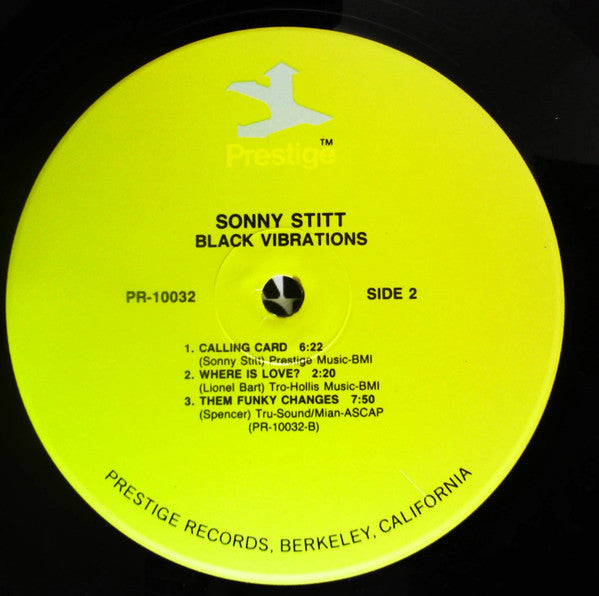 Prestige™
SONNY STITT
BLACK VIBRATIONS
PR-10032
SIDE 2
1. CALLING CARD 6:22
(Sonny Stitt) Prestige Music-BMI
2. WHERE IS LOVE? 2:20
(Lionel Bart) Tro-Hollis Music-BMI
3. THEM FUNKY CHANGES 7:50
(Spencer) Tru-Sound/Mian-ASCAP
(PR-10032-B)
PRESTIGE RECORDS, BERKELEY, CALIFORNIA